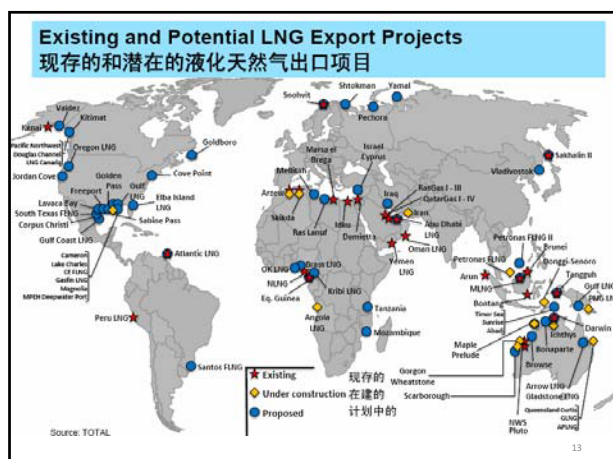 Existing and Potential LNG Export Projects
现存的和潜在的液化天然气出口项目
Snohvit
Shtokman
Yamal
Pechora
Valdez
Kitimat
Kenai
Pacific Northwest
Douglas Channel
LNG Canada
Oregon LNG
Jordan Cove
Goldboro
Cove Point
Golden
Pass
Gulf
LNG
Freeport
Elba Island
LNG
Lavaca Bay
South Texas FLNG
Corpus Christi
Gulf Coast LNG
Sabine Pass
Cameron
Lake Charles
CE FLNG
Gasfin LNG
Magnolia
MPEH Deepwater Port
Atlantic LNG
Peru LNG
Santos FLNG
Marsa el
Brega
Israel
Cyprus
Mellitah
Arzew
Skikda
Ras Lanuf
Idku
Damietta
Iraq
RasGas I - III
QatarGas I - IV
Iran
Abu Dhabi
LNG
Oman LNG
Yemen
LNG
OK LNG
Brass LNG
NLNG
Kribi LNG
Eq. Guinea
Angola
LNG
Tanzania
Mozambique
Sakhalin II
Vladivostok
Petronas FLNG II
Petronas FLNG
Brunei
Donggi-Senoro
Tangguh
Arun
MLNG
Bontang
Gulf LNG
PNG LNG
Timor Sea
Sunrise
Abadi
Darwin
Ichthys
Maple
Prelude
Bonaparte
Browse
Gorgon
Wheatstone
Scarborough
Arrow LNG
Gladstone LNG
Queensland Curtis
GLNG
APLNG
NWS
Pluto
Existing 现存的
Under construction 在建的
Proposed 计划中的
Source: TOTAL
13